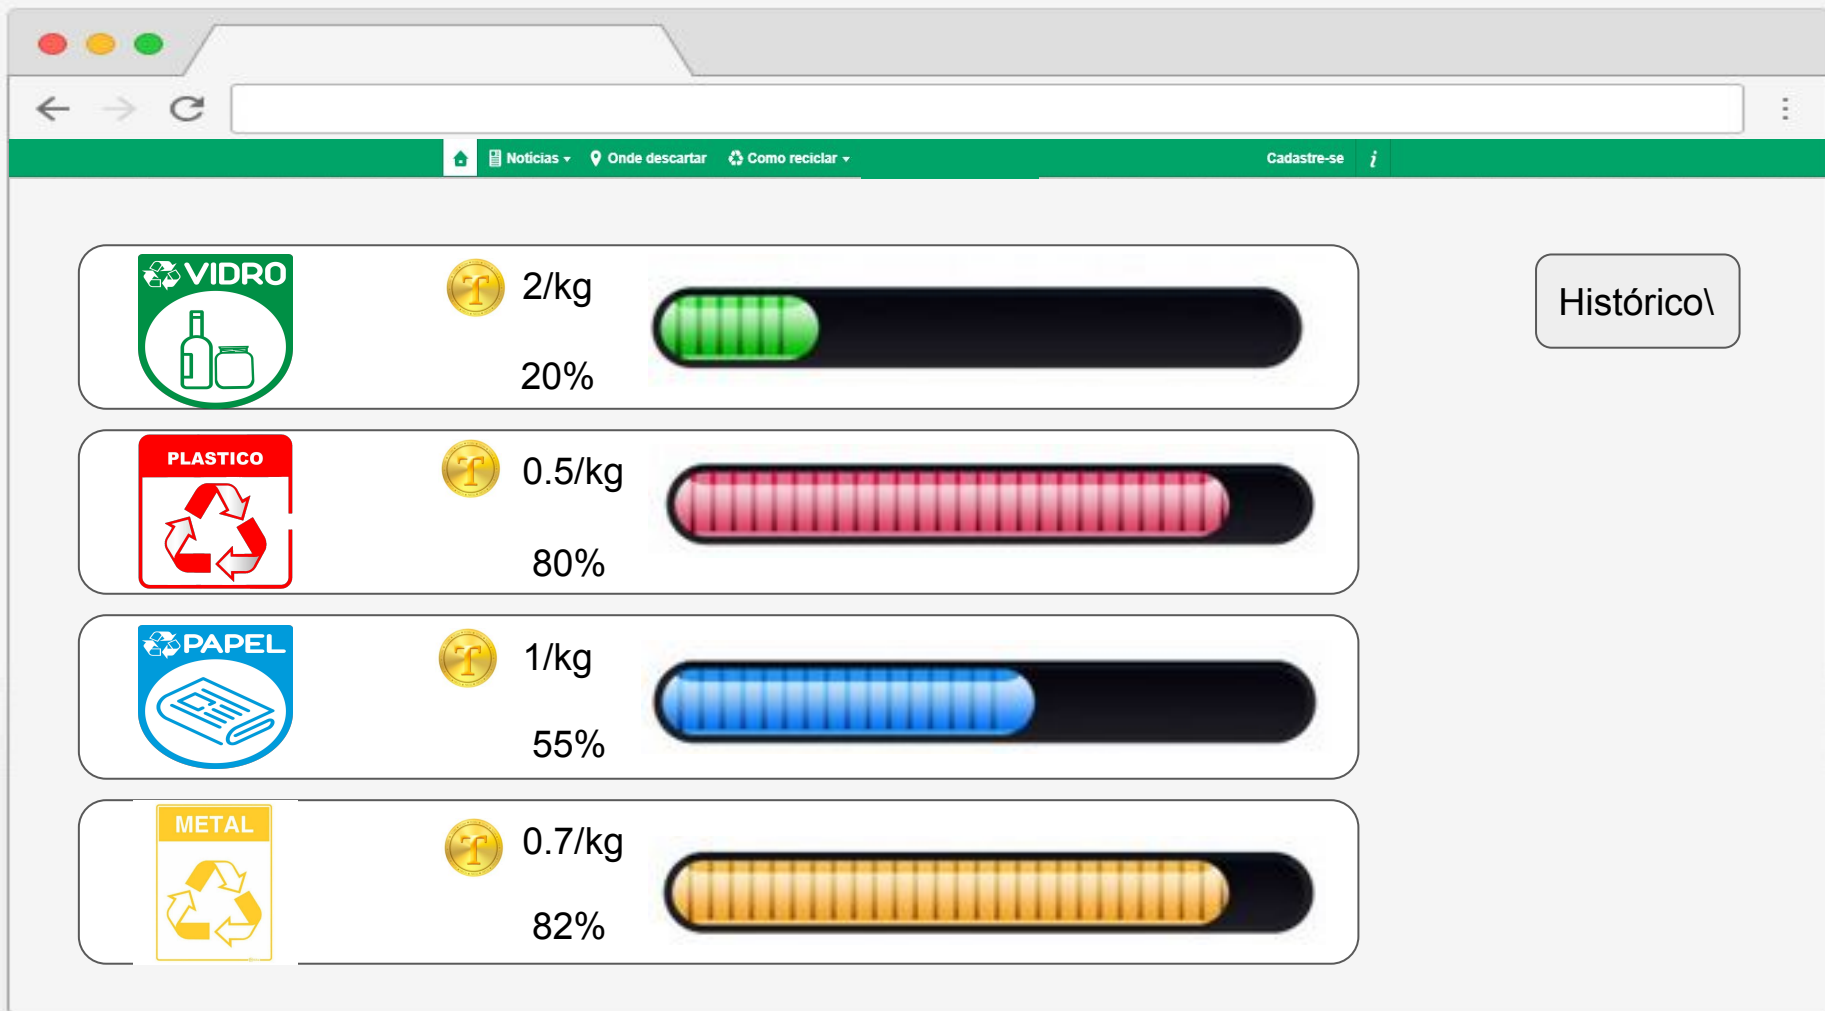 Notícias
Onde descartar
Como reciclar
Cadastre-se
i
VIDRO
2/kg
20%
Histórico\
PLASTICO
T
0.5/kg
80%
PAPEL
T
1/kg
55%
METAL
T
0.7/kg
82%